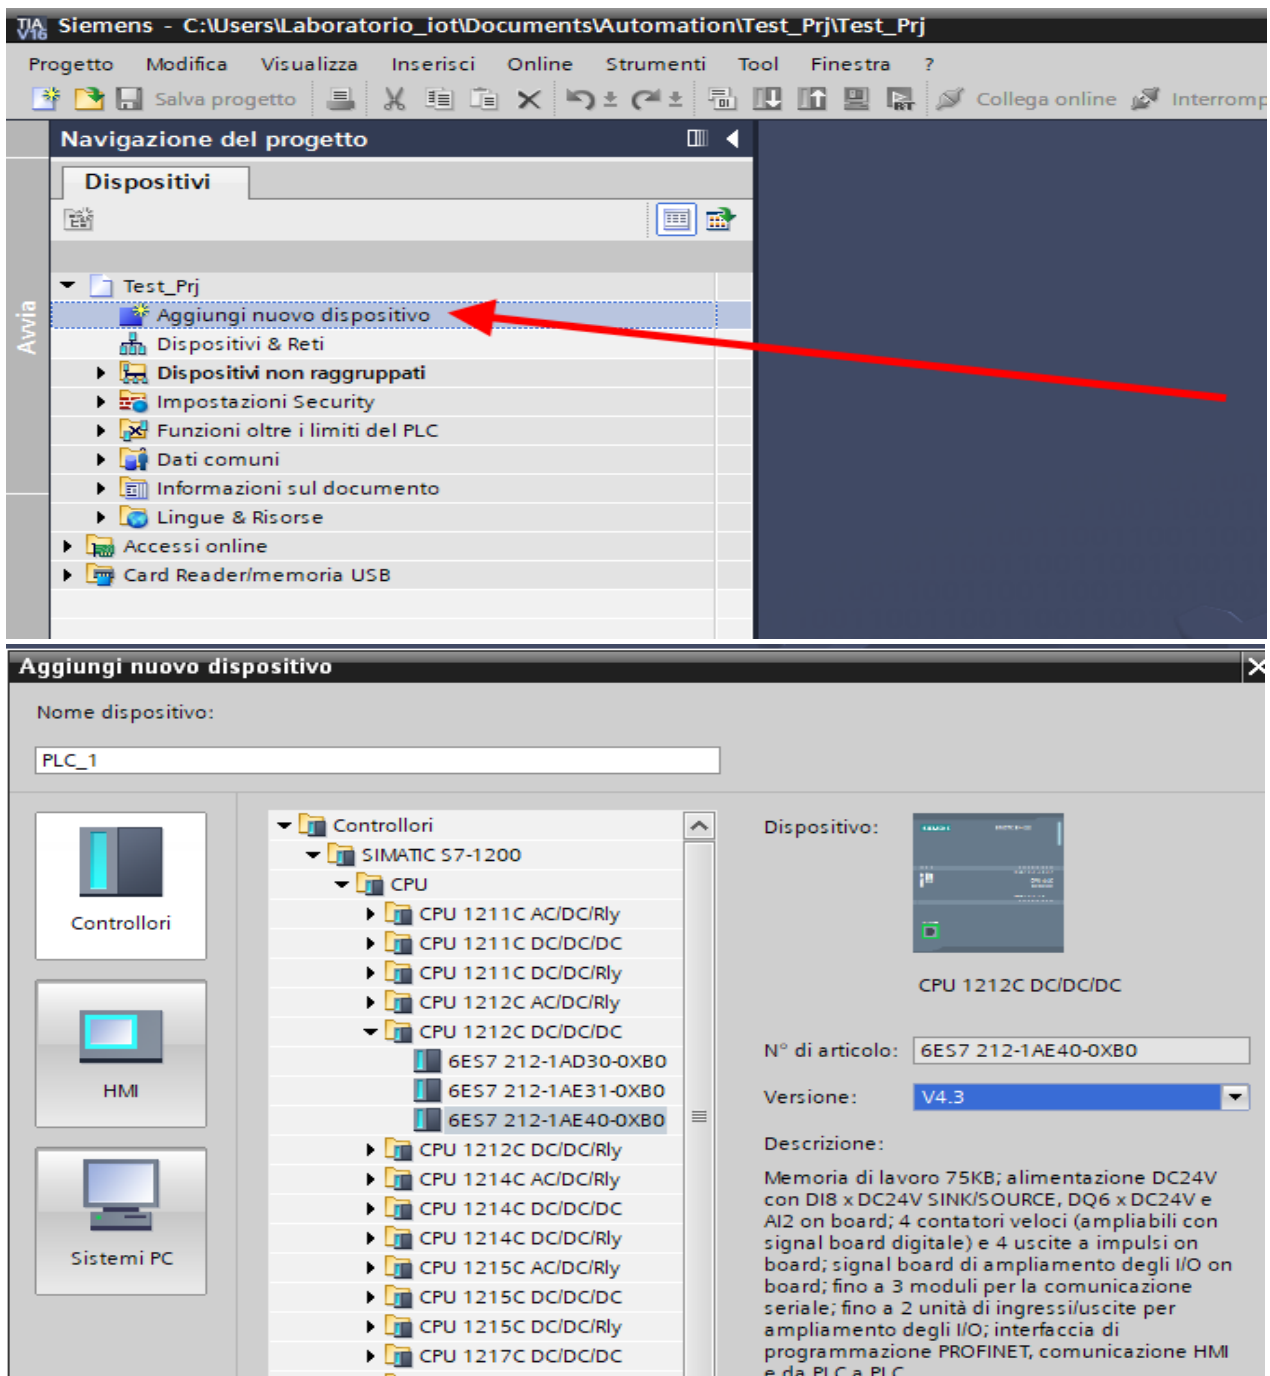 TIA V16 Siemens - C:\Users\Laboratorio_iot\Documents\Automation\Test_Prj\Test_Prj
Progetto Modifica Visualizza Inserisci Online Strumenti Tool Finestra ?
Salva progetto Collega online Interromp
Navigazione del progetto
Dispositivi
Avvia
Test_Prj
Aggiungi nuovo dispositivo
Dispositivi & Reti
Dispositivi non raggruppati
Impostazioni Security
Funzioni oltre i limiti del PLC
Dati comuni
Informazioni sul documento
Lingue & Risorse
Accessi online
Card Reader/memoria USB
Aggiungi nuovo dispositivo
Nome dispositivo:
PLC_1
Controllori
HMI
Sistemi PC
Controllori
SIMATIC S7-1200
CPU
CPU 1211C AC/DC/Rly
CPU 1211C DC/DC/DC
CPU 1211C DC/DC/Rly
CPU 1212C AC/DC/Rly
CPU 1212C DC/DC/DC
6ES7 212-1AD30-0XB0
6ES7 212-1AE31-0XB0
6ES7 212-1AE40-0XB0
CPU 1212C DC/DC/Rly
CPU 1214C AC/DC/Rly
CPU 1214C DC/DC/DC
CPU 1214C DC/DC/Rly
CPU 1215C AC/DC/Rly
CPU 1215C DC/DC/DC
CPU 1215C DC/DC/Rly
CPU 1217C DC/DC/DC
Dispositivo:
CPU 1212C DC/DC/DC
N° di articolo: 6ES7 212-1AE40-0XB0
Versione: V4.3
Descrizione:
Memoria di lavoro 75KB; alimentazione DC24V
con DI8 x DC24V SINK/SOURCE, DQ6 x DC24V e
AI2 on board; 4 contatori veloci (ampliabili con
signal board digitale) e 4 uscite a impulsi on
board; signal board di ampliamento degli I/O on
board; fino a 3 moduli per la comunicazione
seriale; fino a 2 unità di ingressi/uscite per
ampliamento degli I/O; interfaccia di
programmazione PROFINET, comunicazione HMI
e da PLC a PLC